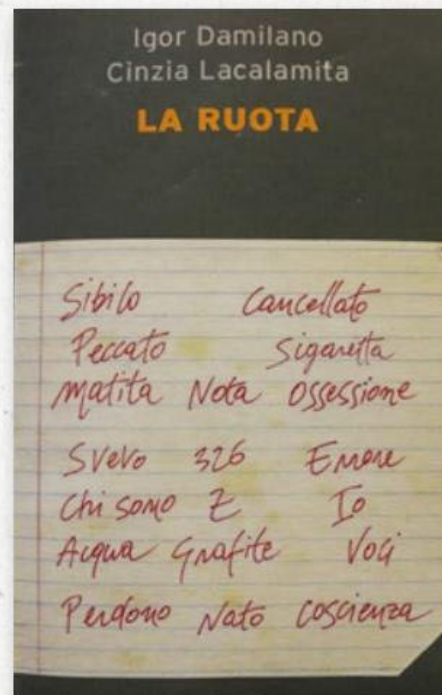 Igor Damilano
Cinzia Lacalamita
LA RUOTA
Sibilo Cancellato
Peccato Sigaretta
Matita Nota Ossessione
Svevo 326 Errore
Chi sono Z Io
Acqua Grafite Voci
Perdono Nato Coscienza